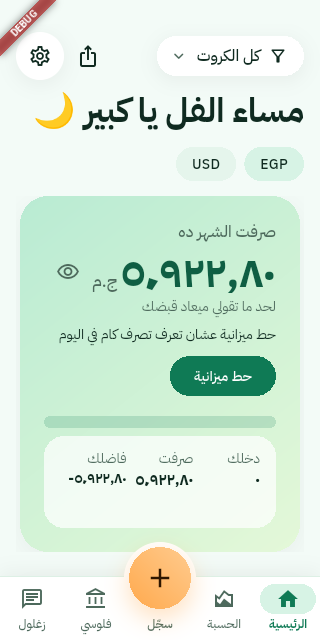 DEBUG
كل الكروت
مساء الفل يا كبير 🌙
EGP USD
صرفت الشهر ده
٥,٩٢٢,٨٠ ج.م
لحد ما تقولي ميعاد قبضك
حط ميزانية عشان تعرف تصرف كام في اليوم
حط ميزانية
دخلك صرفت فاضلك
٠ ٥,٩٢٢,٨٠ -٥,٩٢٢,٨٠
الرئيسية الحسبة سجّل فلوسي زغلول